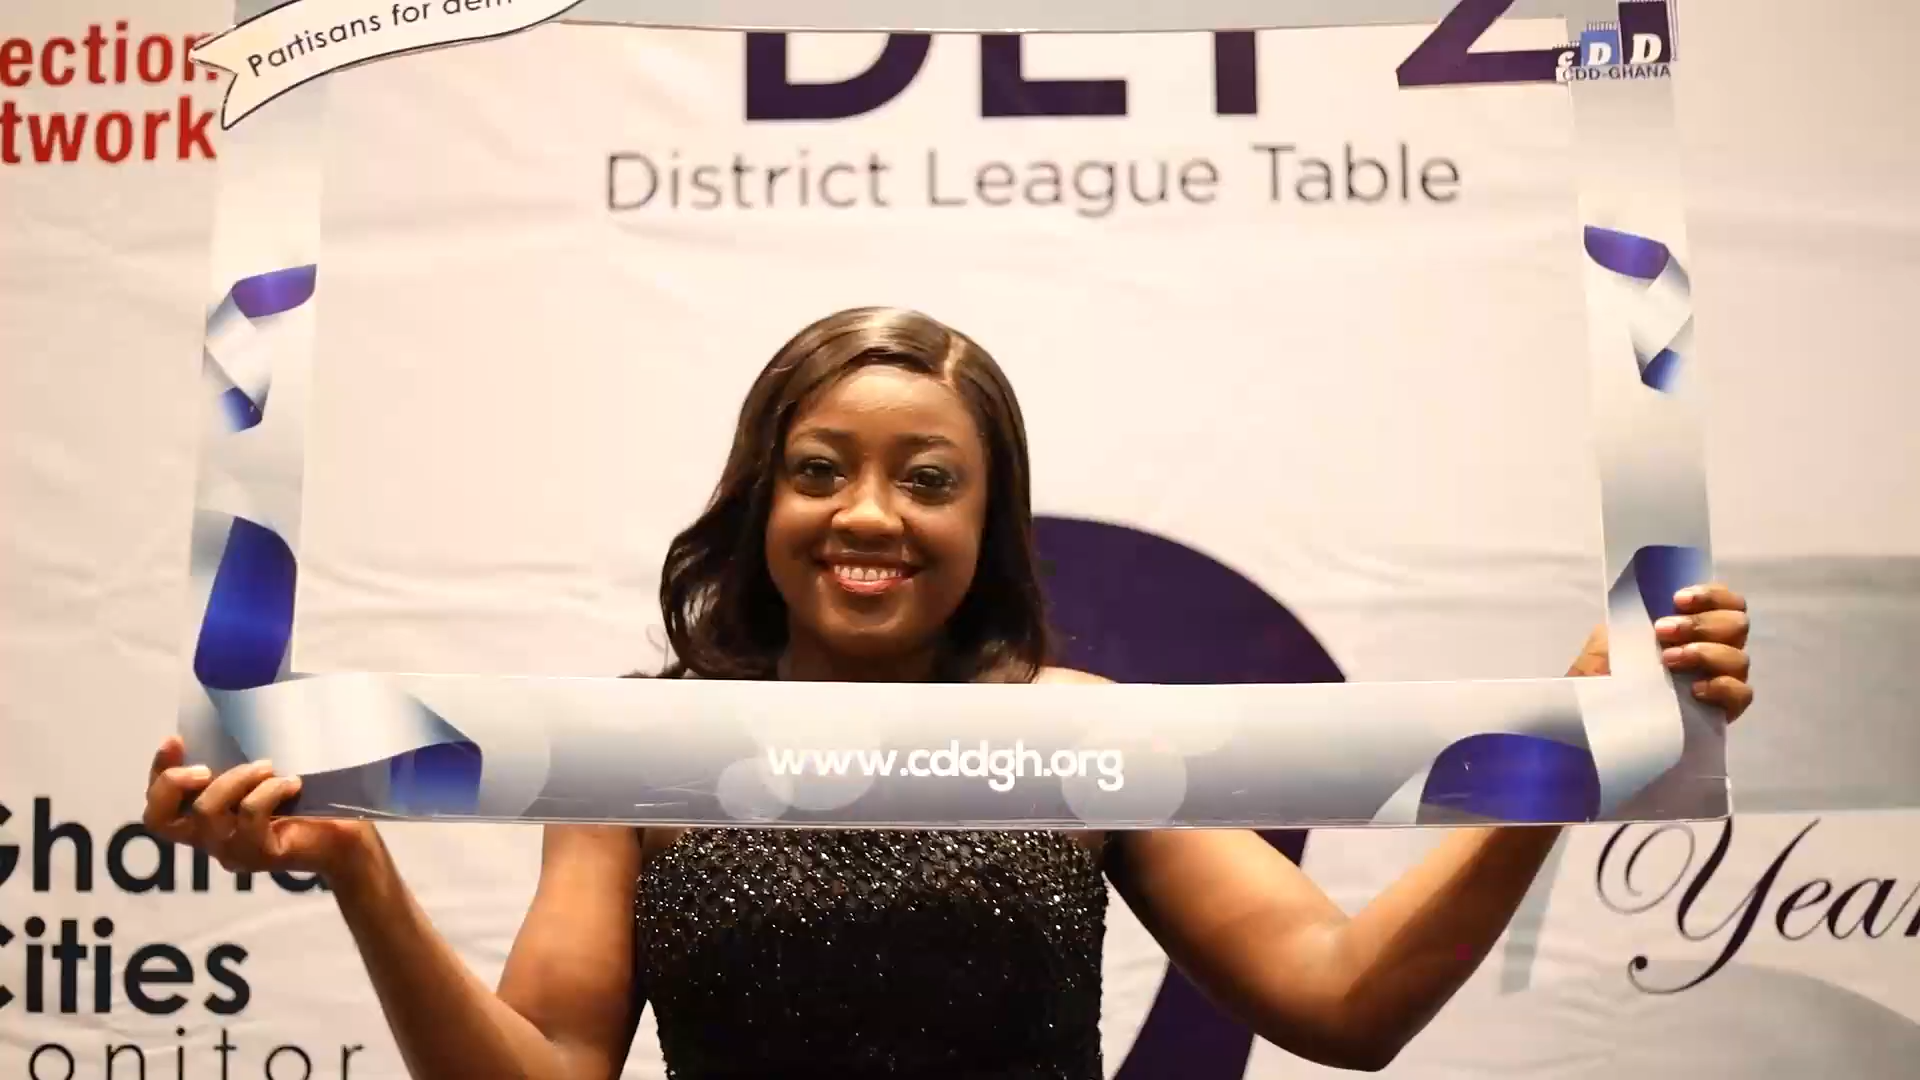 ection
twork
Partisans for dem
DLT 2
District League Table
CDD
CDD-GHANA
www.cddgh.org
Ghana
Cities
onitor
Year